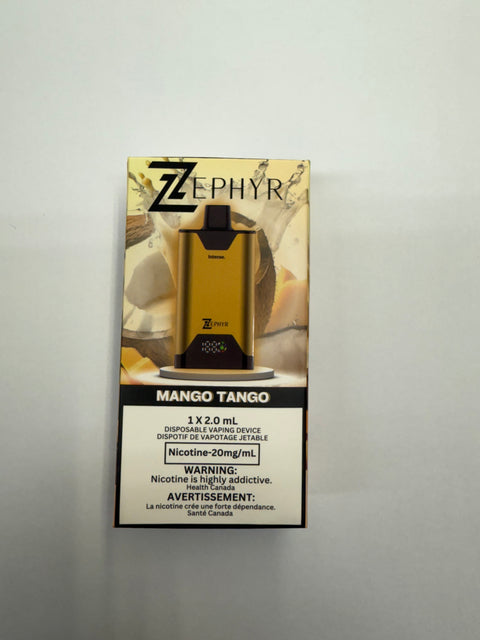 ZEPHYR
Intense.
ZEPHYR
MANGO TANGO
1 X 2.0 mL
DISPOSABLE VAPING DEVICE
DISPOTIF DE VAPOTAGE JETABLE
Nicotine-20mg/mL
WARNING:
Nicotine is highly addictive.
Health Canada
AVERTISSEMENT:
La nicotine crée une forte dépendance.
Santé Canada